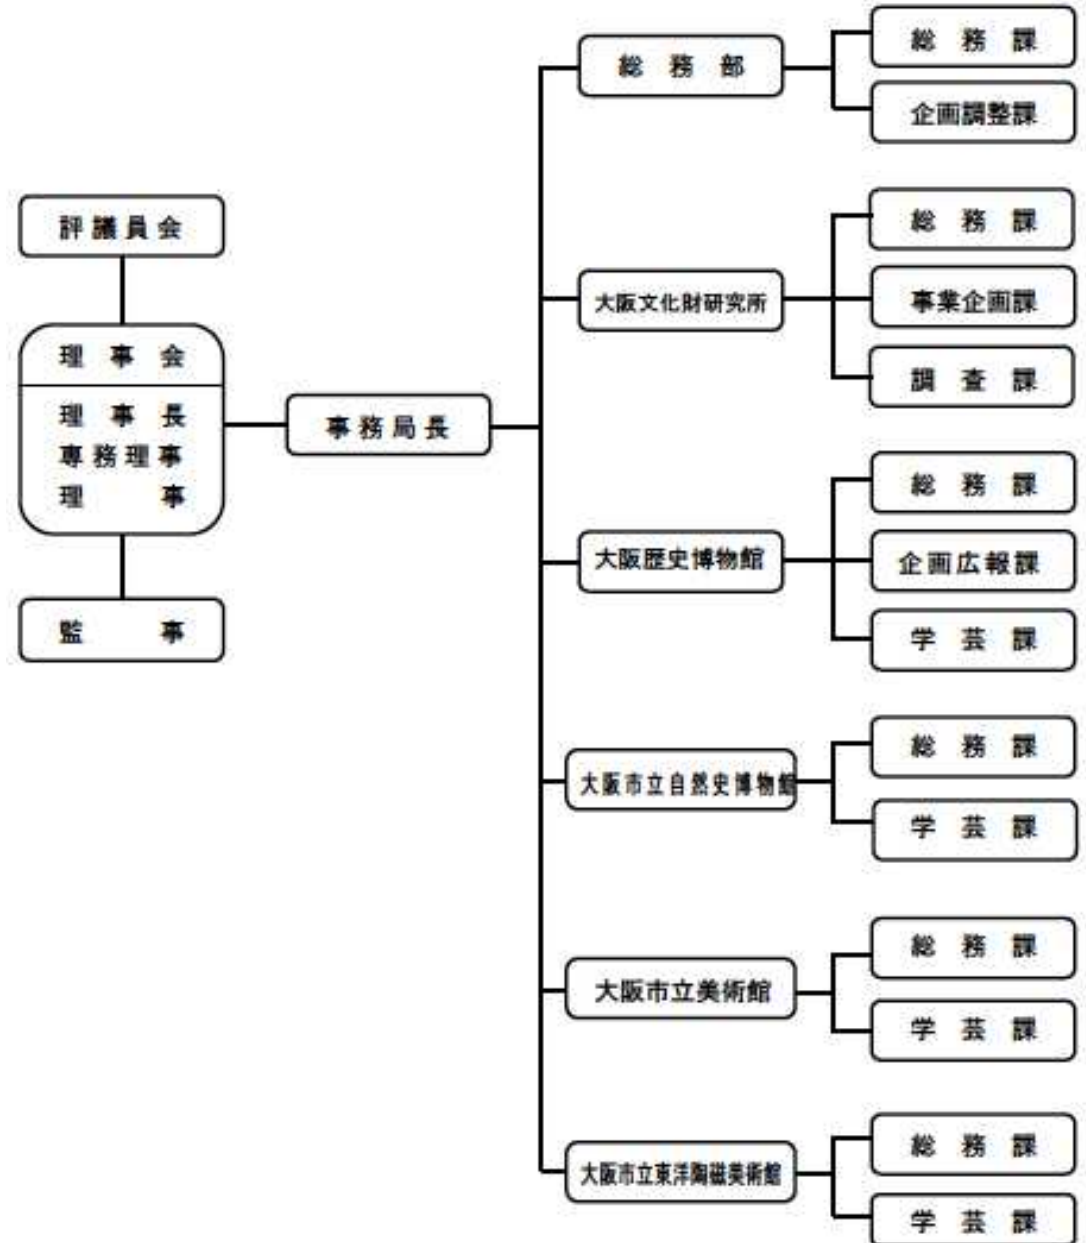 評議員会
理事会
理事長
専務理事
理事
監事
事務局長
総務部
総務課
企画調整課
大阪文化財研究所
総務課
事業企画課
調査課
大阪歴史博物館
総務課
企画広報課
学芸課
大阪市立自然史博物館
総務課
学芸課
大阪市立美術館
総務課
学芸課
大阪市立東洋陶磁美術館
総務課
学芸課